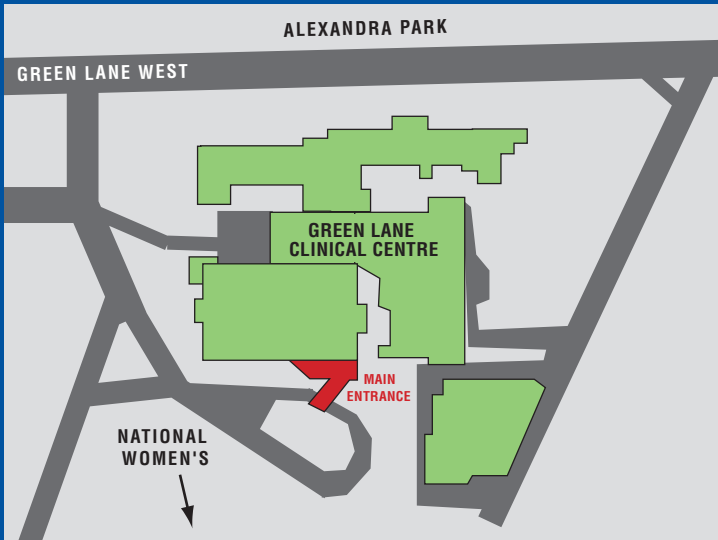 ALEXANDRA PARK
GREEN LANE WEST
GREEN LANE
CLINICAL CENTRE
MAIN
ENTRANCE
NATIONAL
WOMEN'S